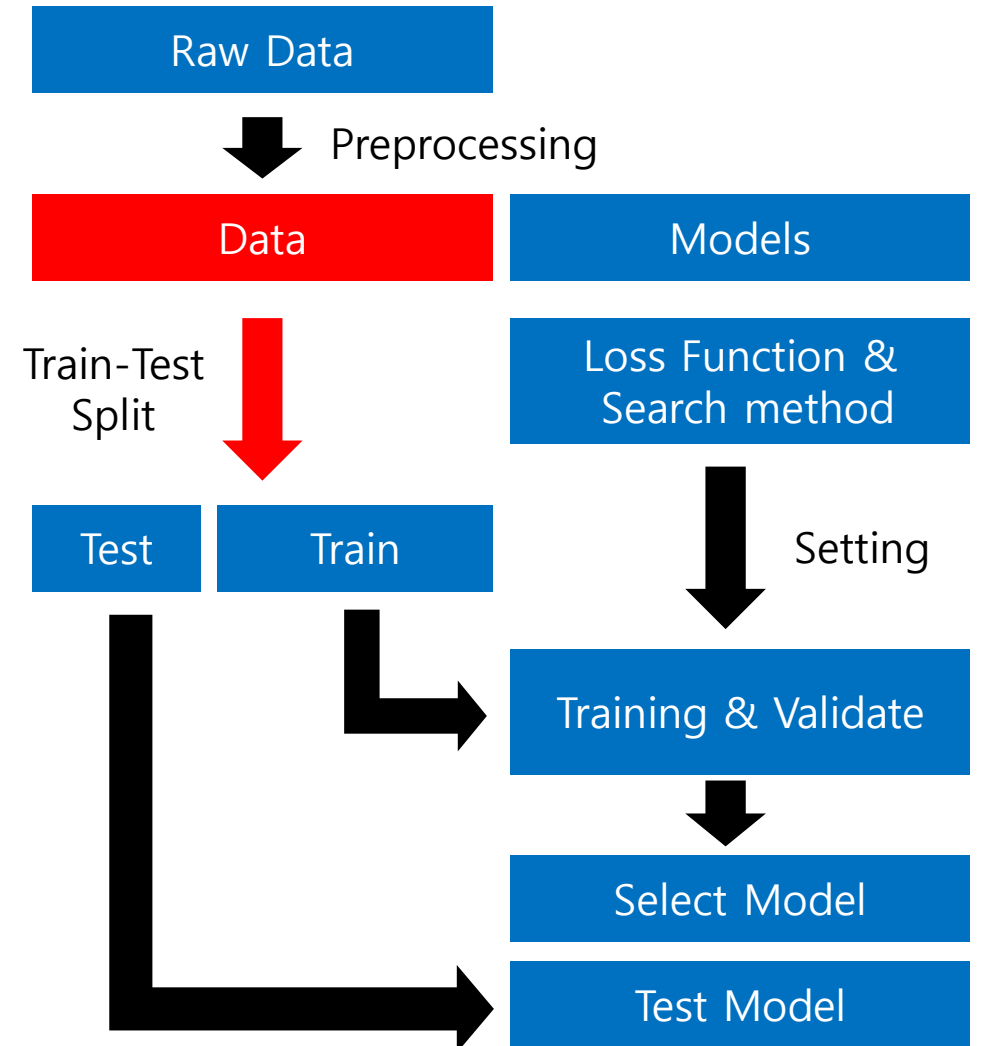 Raw Data
Preprocessing
Data
Models
Train-Test
Split
Loss Function &
Search method
Test
Train
Setting
Training & Validate
Select Model
Test Model